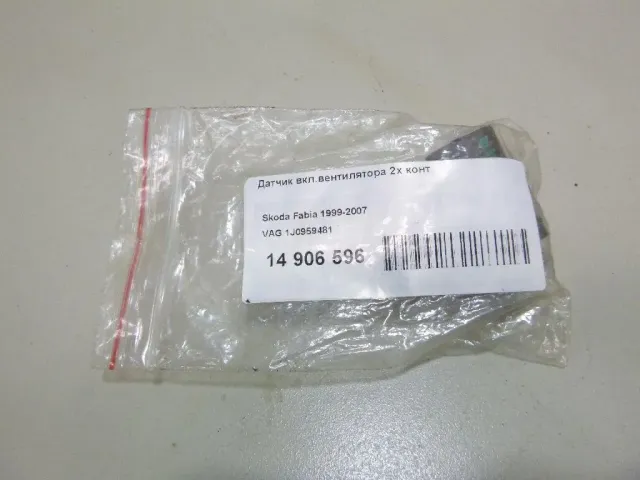 Датчик вкл.вентилятора 2х конт
Skoda Fabia 1999-2007
VAG 1J0959481
14 906 596